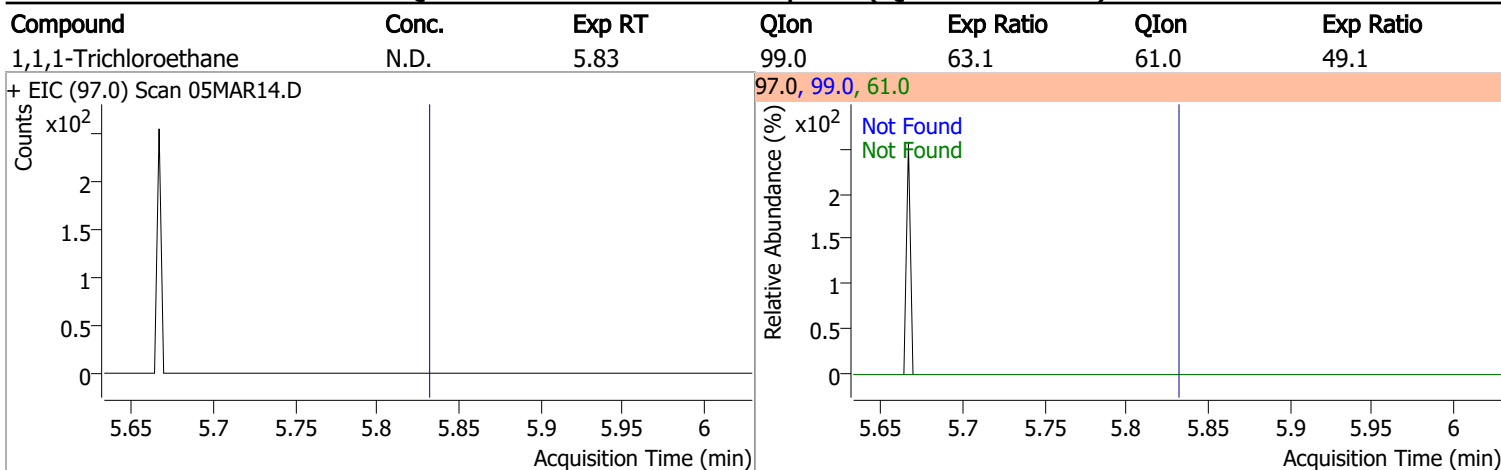 Compound Conc. Exp RT QIon Exp Ratio QIon Exp Ratio
1,1,1-Trichloroethane N.D. 5.83 99.0 63.1 61.0 49.1
+ EIC (97.0) Scan 05MAR14.D
Counts
x10²
2
1.5
1
0.5
0
5.65 5.7 5.75 5.8 5.85 5.9 5.95 6
Acquisition Time (min)
97.0, 99.0, 61.0
Relative Abundance (%)
x10²
Not Found
Not Found
2
1.5
1
0.5
0
5.65 5.7 5.75 5.8 5.85 5.9 5.95 6
Acquisition Time (min)